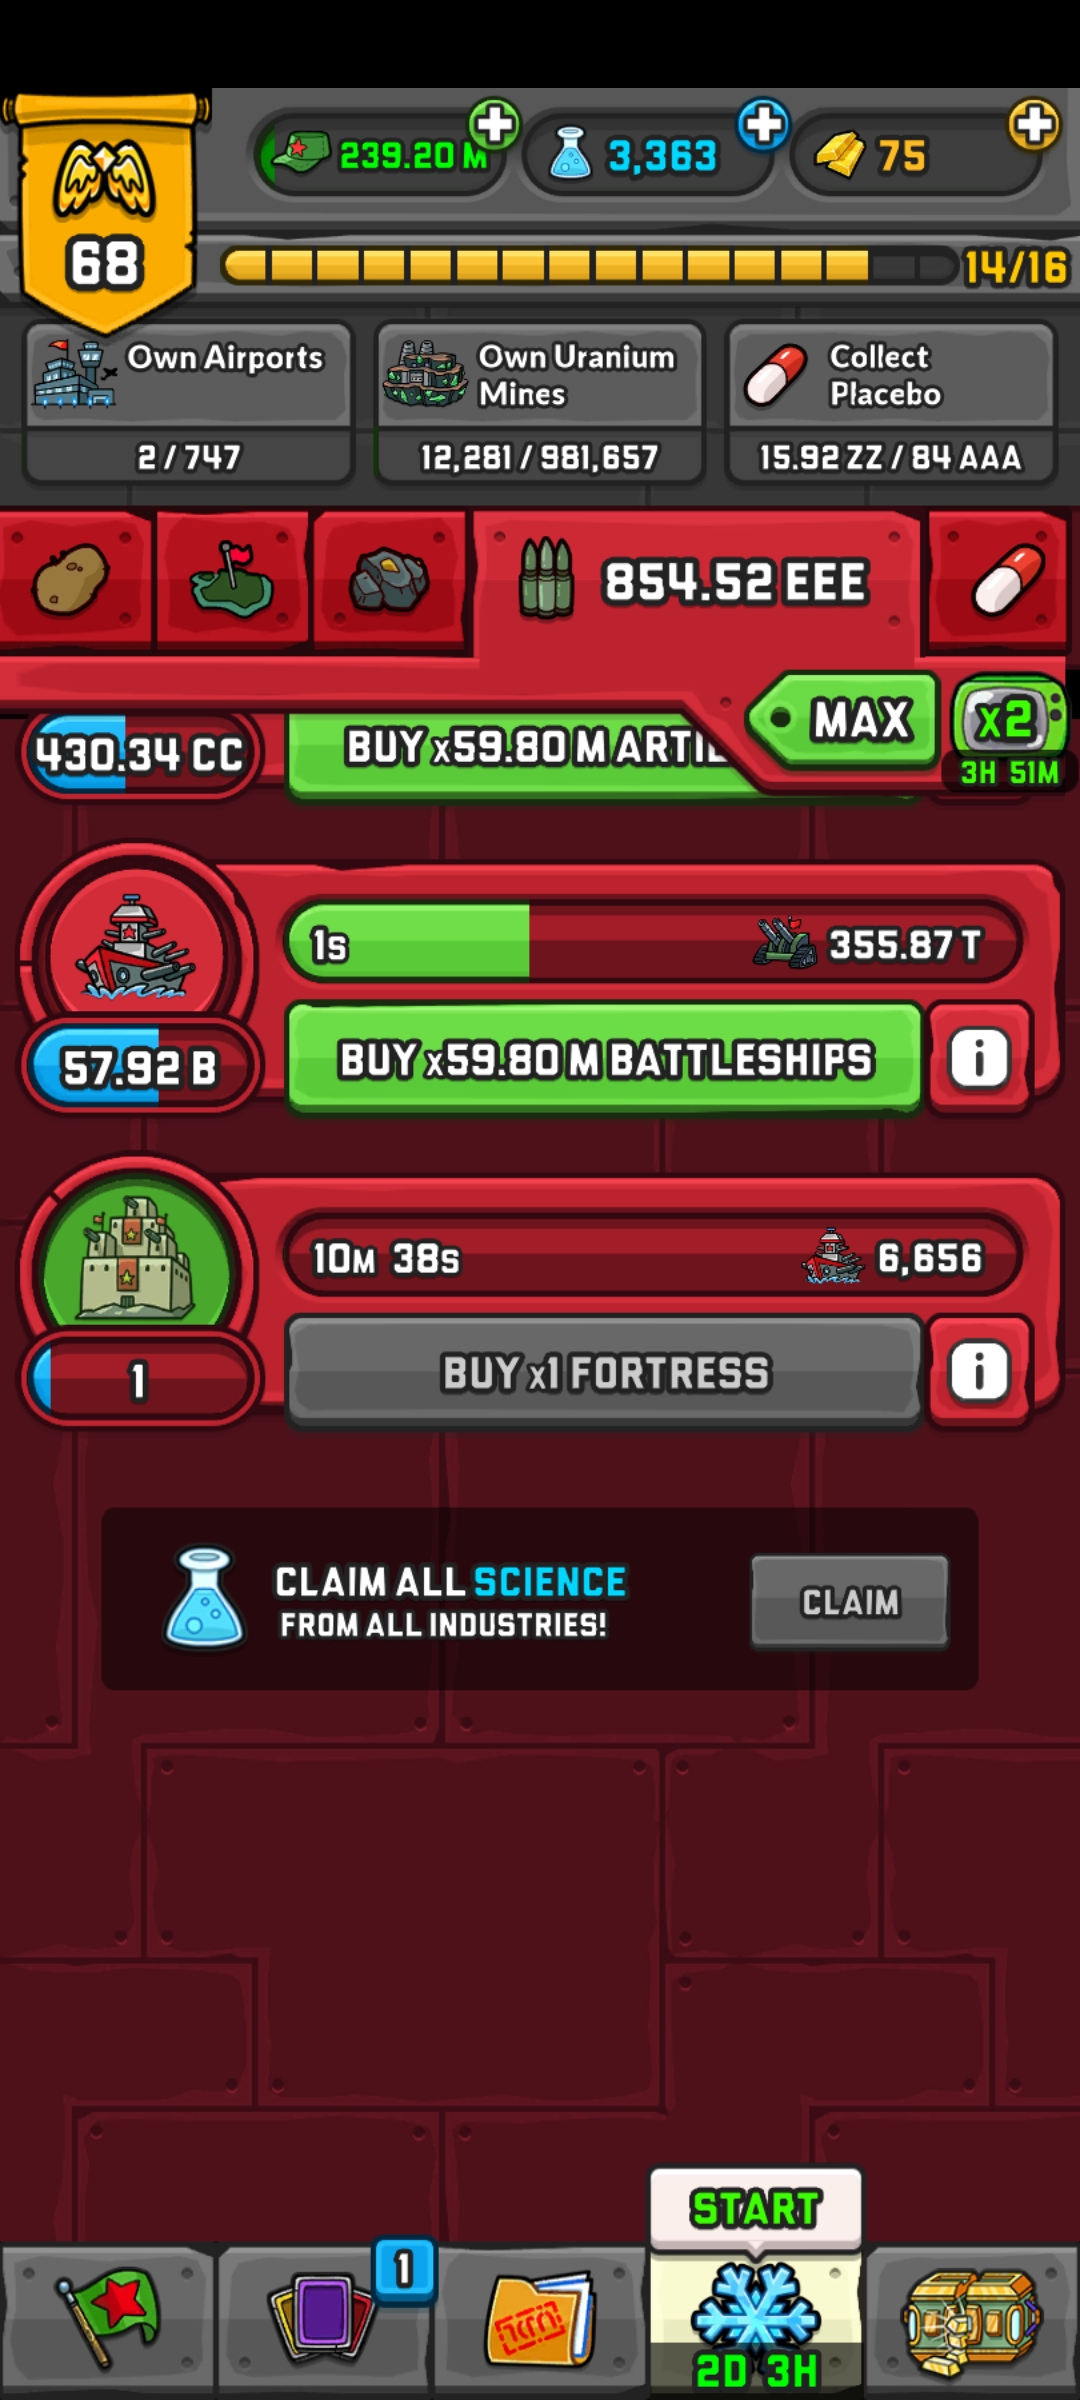 239.20 M
3,363
75
68
14/16
Own Airports
2 / 747
Own Uranium
Mines
12,281 / 981,657
Collect
Placebo
15.92 ZZ / 84 AAA
854.52 EEE
MAX
x2
3H 51M
430.34 CC
BUY x59.80 M ARTIL
1s
355.87 T
57.92 B
BUY x59.80 M BATTLESHIPS
i
10M 38s
6,656
1
BUY x1 FORTRESS
i
CLAIM ALL SCIENCE
FROM ALL INDUSTRIES!
CLAIM
START
1
2D 3H